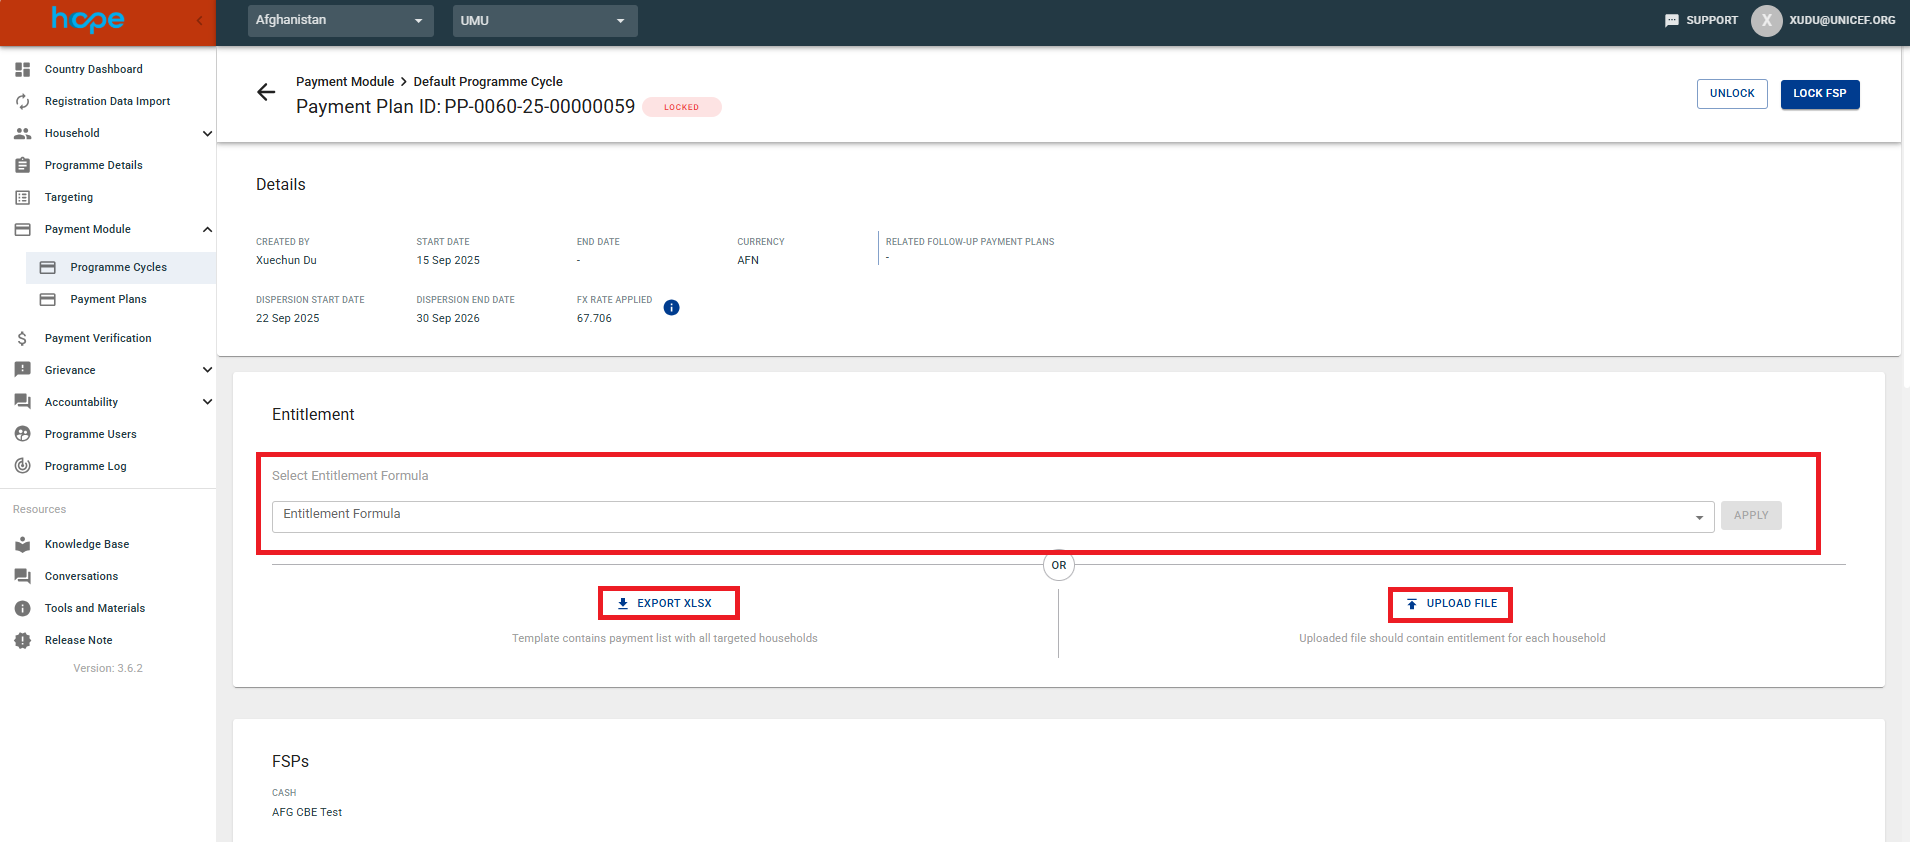 hope
Afghanistan
UMU
SUPPORT
X
XUDU@UNICEF.ORG
Country Dashboard
Registration Data Import
Household
Programme Details
Targeting
Payment Module
Programme Cycles
Payment Plans
Payment Verification
Grievance
Accountability
Programme Users
Programme Log
Resources
Knowledge Base
Conversations
Tools and Materials
Release Note
Version: 3.6.2
Payment Module > Default Programme Cycle
Payment Plan ID: PP-0060-25-00000059
LOCKED
UNLOCK
LOCK FSP
Details
CREATED BY
Xuechun Du
START DATE
15 Sep 2025
END DATE
-
CURRENCY
AFN
RELATED FOLLOW-UP PAYMENT PLANS
-
DISPERSION START DATE
22 Sep 2025
DISPERSION END DATE
30 Sep 2026
FX RATE APPLIED
67.706
Entitlement
Select Entitlement Formula
Entitlement Formula
APPLY
OR
EXPORT XLSX
Template contains payment list with all targeted households
UPLOAD FILE
Uploaded file should contain entitlement for each household
FSPs
CASH
AFG CBE Test